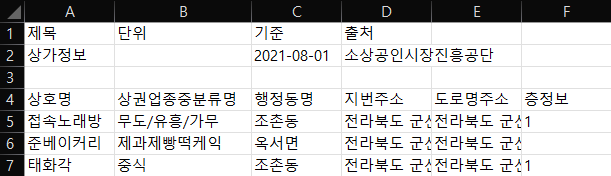 A B C D E F
1 제목 단위 기준 출처
2 상가정보 2021-08-01 소상공인시장진흥공단
3
4 상호명 상권업종중분류명 행정동명 지번주소 도로명주소 층정보
5 접속노래방 무도/유흥/가무 조촌동 전라북도 군산 전라북도 군산 1
6 준베이커리 제과제빵떡케익 옥서면 전라북도 군산 전라북도 군산
7 태화각 중식 조촌동 전라북도 군산 전라북도 군산 1